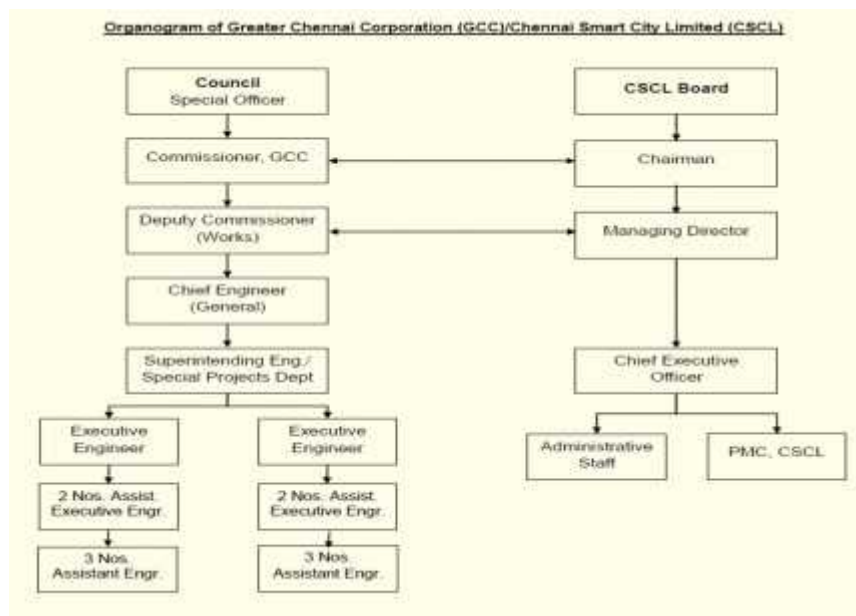 Organogram of Greater Chennai Corporation (GCC)/Chennai Smart City Limited (CSCL)
Council
Special Officer
CSCL Board
Commissioner, GCC
Chairman
Deputy Commissioner
(Works)
Managing Director
Chief Engineer
(General)
Superintending Eng./
Special Projects Dept
Chief Executive
Officer
Executive
Engineer
Executive
Engineer
Administrative
Staff
PMC, CSCL
2 Nos. Assist.
Executive Engr.
2 Nos. Assist.
Executive Engr.
3 Nos.
Assistant Engr.
3 Nos.
Assistant Engr.